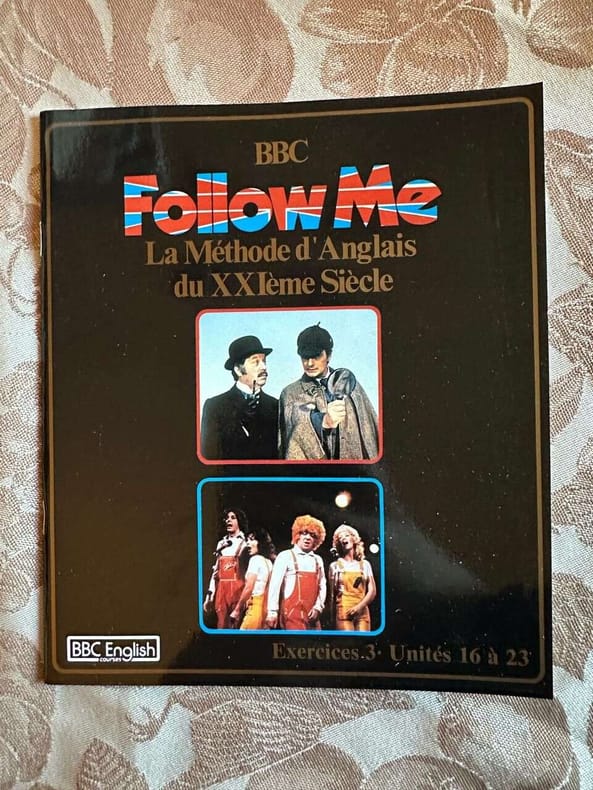 BBC
Follow Me
La Méthode d'Anglais
du XXIème Siècle
BBC English
courses
Exercices 3 · Unités 16 à 23